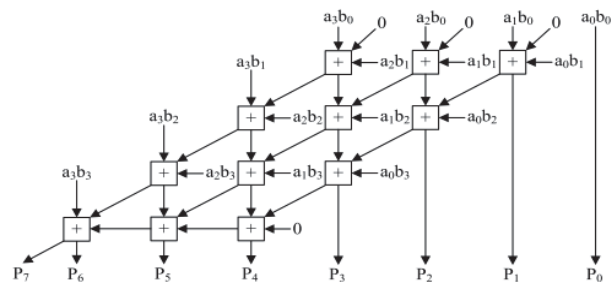 a₃b₀ 0 a₂b₀ 0 a₁b₀ 0 a₀b₀
a₃b₁ + a₂b₁ + a₁b₁ + a₀b₁
a₃b₂ + a₂b₂ + a₁b₂ + a₀b₂
a₃b₃ + a₂b₃ + a₁b₃ + a₀b₃
+ + + 0
P₇ P₆ P₅ P₄ P₃ P₂ P₁ P₀